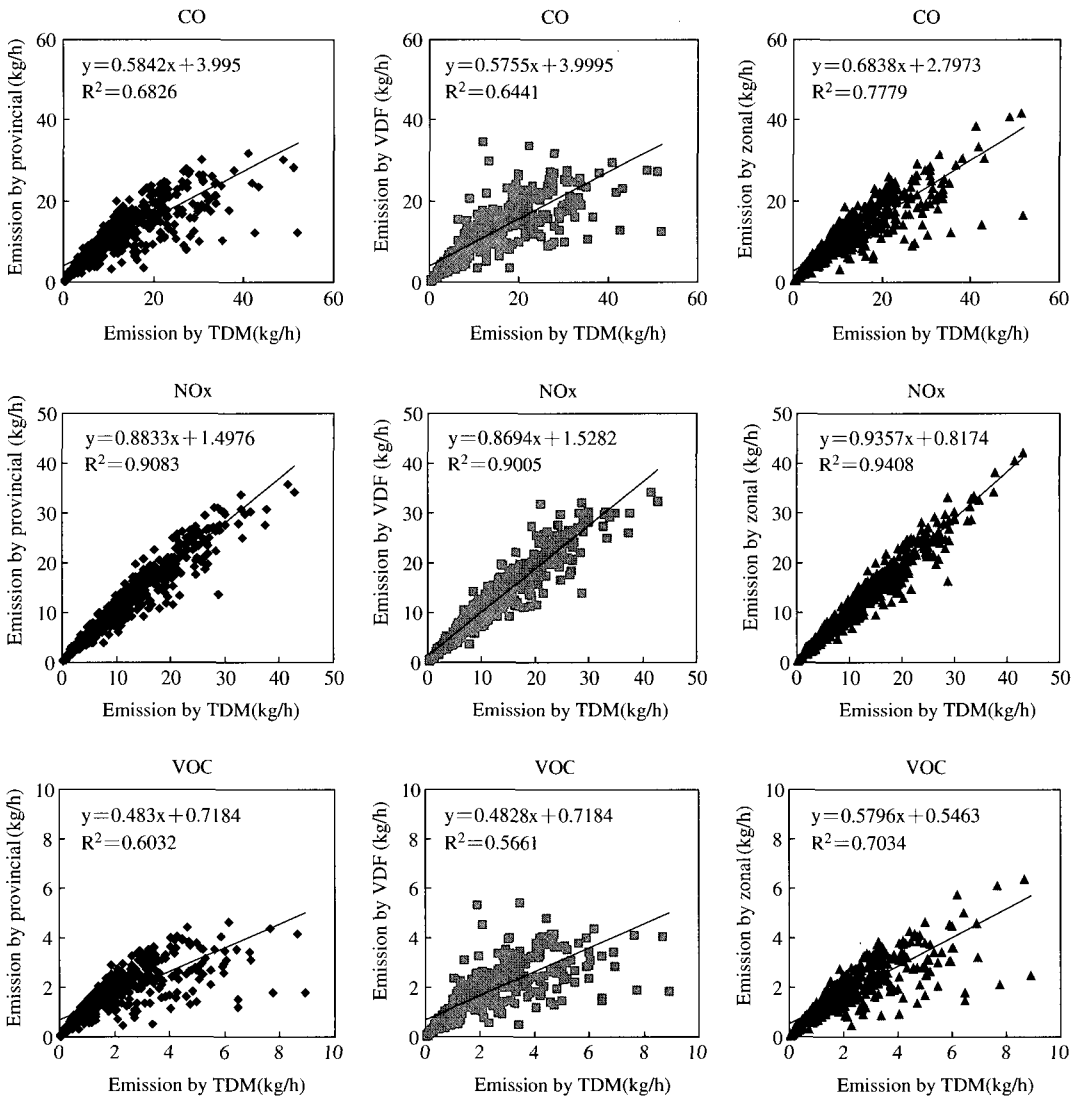 CO
Emission by provincial (kg/h)
60
40
20
0
y=0.5842x+3.995
R²=0.6826
0 20 40 60
Emission by TDM(kg/h)
CO
Emission by VDF (kg/h)
60
40
20
0
y=0.5755x+3.9995
R²=0.6441
0 20 40 60
Emission by TDM(kg/h)
CO
Emission by zonal (kg/h)
60
40
20
0
y=0.6838x+2.7973
R²=0.7779
0 20 40 60
Emission by TDM(kg/h)
NOx
Emission by provincial (kg/h)
50
40
30
20
10
0
y=0.8833x+1.4976
R²=0.9083
0 10 20 30 40 50
Emission by TDM(kg/h)
NOx
Emission by VDF (kg/h)
50
40
30
20
10
0
y=0.8694x+1.5282
R²=0.9005
0 10 20 30 40 50
Emission by TDM(kg/h)
NOx
Emission by zonal (kg/h)
50
40
30
20
10
0
y=0.9357x+0.8174
R²=0.9408
0 10 20 30 40 50
Emission by TDM(kg/h)
VOC
Emission by provincial (kg/h)
10
8
6
4
2
0
y=0.483x+0.7184
R²=0.6032
0 2 4 6 8 10
Emission by TDM(kg/h)
VOC
Emission by VDF (kg/h)
10
8
6
4
2
0
y=0.4828x+0.7184
R²=0.5661
0 2 4 6 8 10
Emission by TDM(kg/h)
VOC
Emission by zonal (kg/h)
10
8
6
4
2
0
y=0.5796x+0.5463
R²=0.7034
0 2 4 6 8 10
Emission by TDM(kg/h)